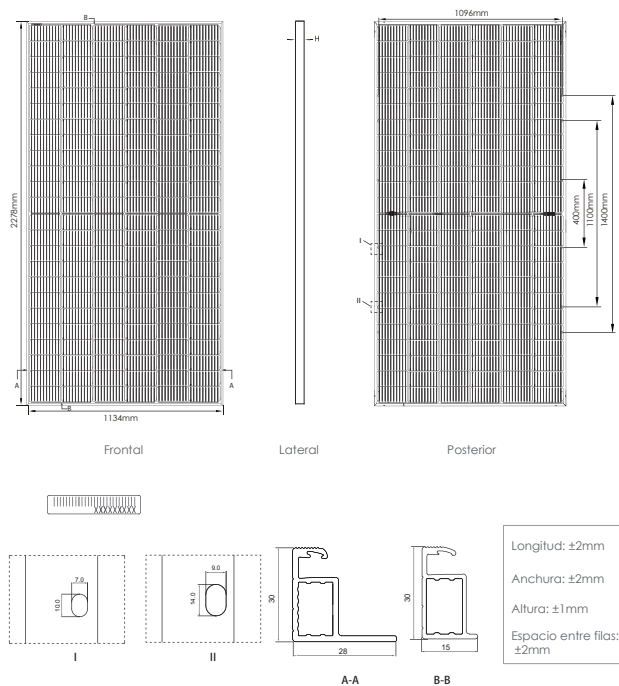 1096mm
B
H
2278mm
400mm
1100mm
1400mm
I
II
A
A
B
1134mm
Frontal
Lateral
Posterior
7.0
10.0
I
9.0
14.0
II
30
28
A-A
30
15
B-B
Longitud: ±2mm
Anchura: ±2mm
Altura: ±1mm
Espacio entre filas:
±2mm